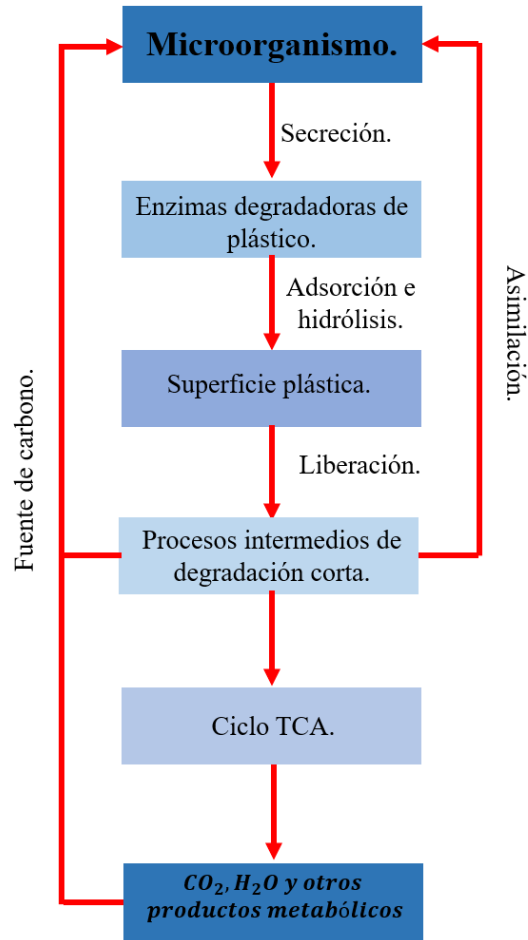 Microorganismo.
Secreción.
Enzimas degradadoras de
plástico.
Adsorción e
hidrólisis.
Superficie plástica.
Liberación.
Procesos intermedios de
degradación corta.
Ciclo TCA.
CO₂, H₂O y otros
productos metabólicos
Fuente de carbono.
Asimilación.